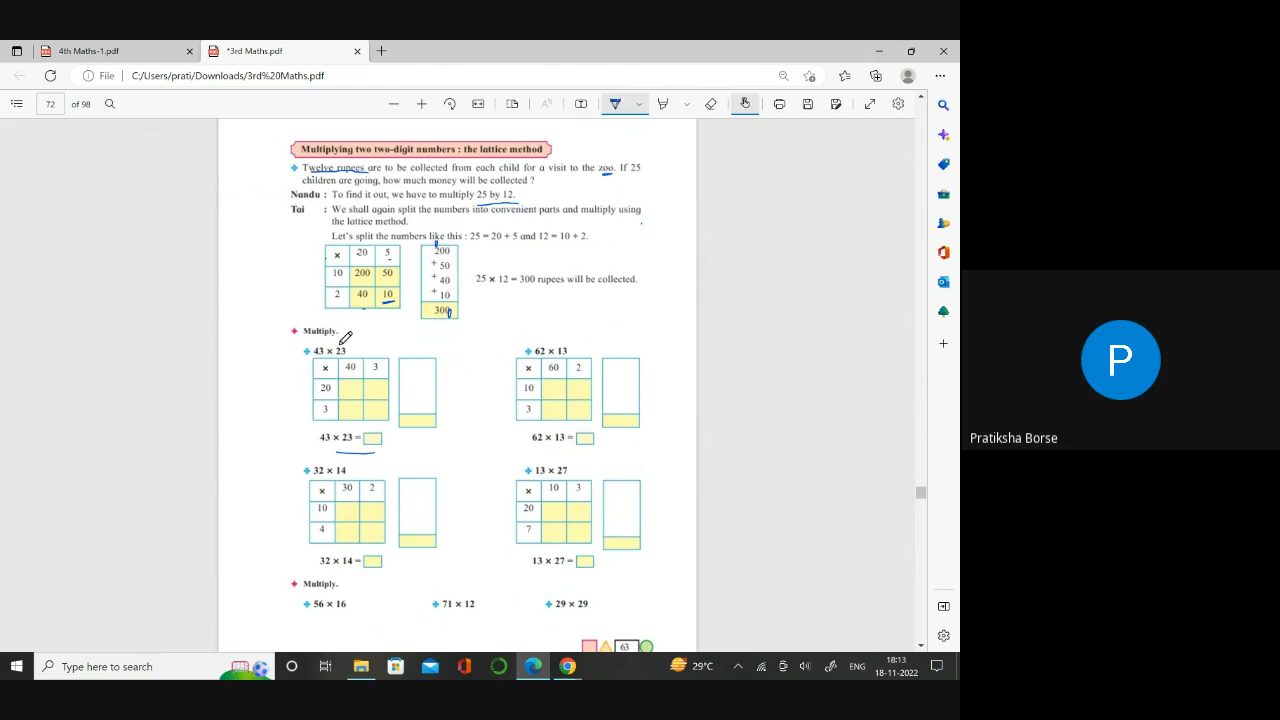 4th Maths-1.pdf
*3rd Maths.pdf
File
C:/Users/prati/Downloads/3rd%20Maths.pdf
72 of 98
Multiplying two two-digit numbers : the lattice method
Twelve rupees are to be collected from each child for a visit to the zoo. If 25
children are going, how much money will be collected ?
Nandu : To find it out, we have to multiply 25 by 12.
Tai : We shall again split the numbers into convenient parts and multiply using
the lattice method.
Let's split the numbers like this : 25 = 20 + 5 and 12 = 10 + 2.
× 20 5
10 200 50
2 40 10
200
+ 50
+ 40
+ 10
300
25 × 12 = 300 rupees will be collected.
Multiply.
43 × 23
× 40 3
20
3
43 × 23 =
62 × 13
× 60 2
10
3
62 × 13 =
32 × 14
× 30 2
10
4
32 × 14 =
13 × 27
× 10 3
20
7
13 × 27 =
Multiply.
56 × 16 71 × 12 29 × 29
63
P
Pratiksha Borse
Type here to search
29°C
ENG
18:13
18-11-2022